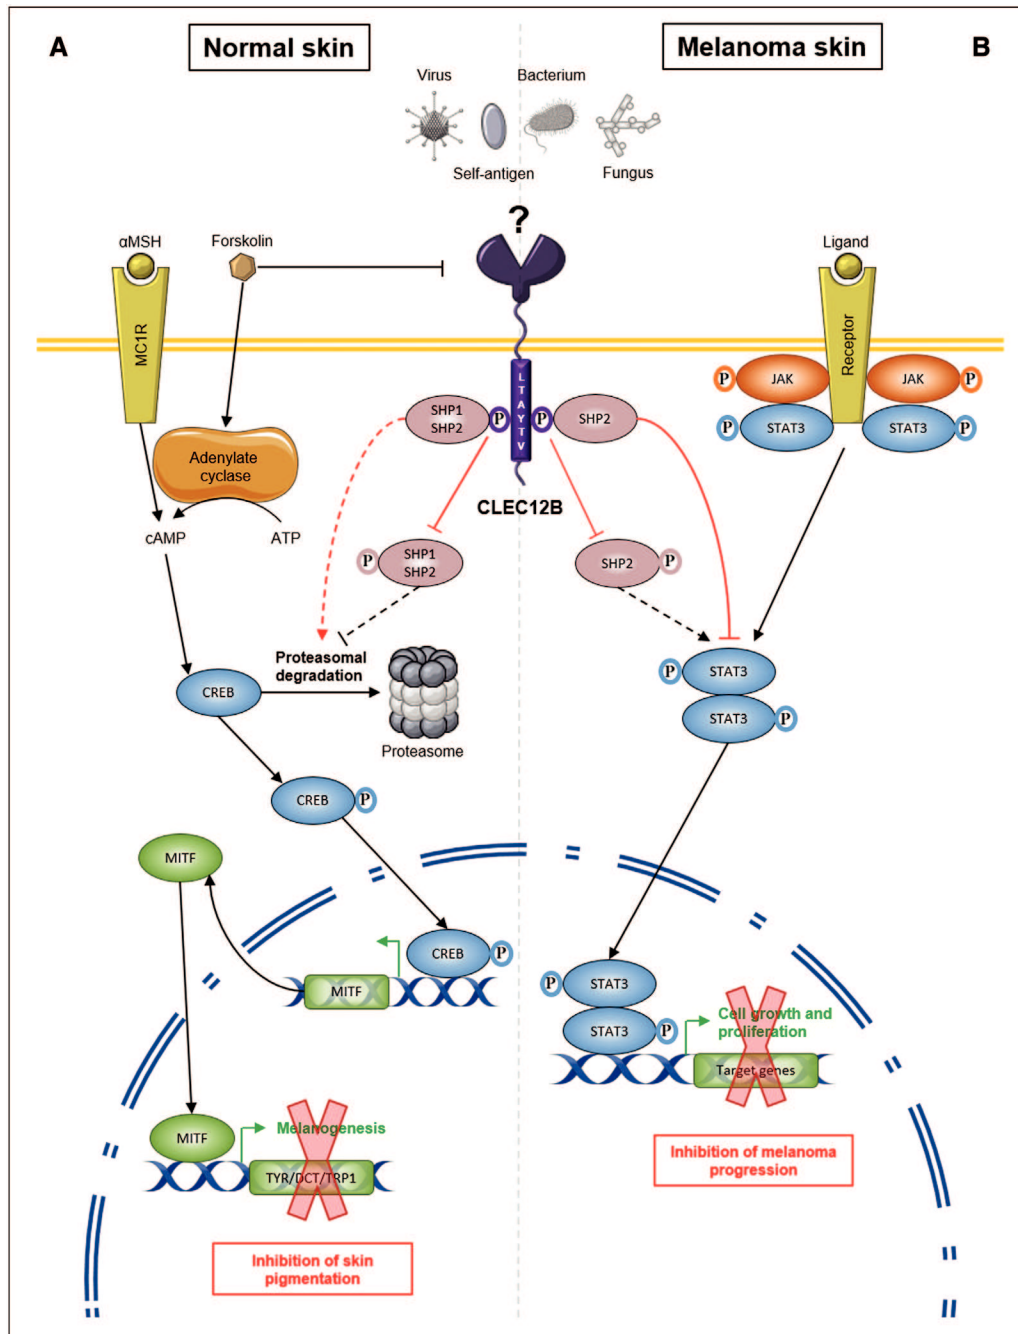 A
Normal skin
Melanoma skin
B
Virus
Bacterium
Self-antigen
Fungus
?
αMSH
Forskolin
Ligand
MC1R
Receptor
JAK
JAK
P
P
STAT3
STAT3
P
P
SHP1
SHP2
P
L
T
A
Y
T
V
P
SHP2
Adenylate
cyclase
CLEC12B
cAMP
ATP
P
SHP1
SHP2
SHP2
P
Proteasomal
degradation
CREB
Proteasome
P
STAT3
STAT3
P
CREB
P
MITF
CREB
P
MITF
P
STAT3
STAT3
P
Cell growth and
proliferation
Target genes
MITF
Melanogenesis
TYR/DCT/TRP1
Inhibition of melanoma
progression
Inhibition of skin
pigmentation